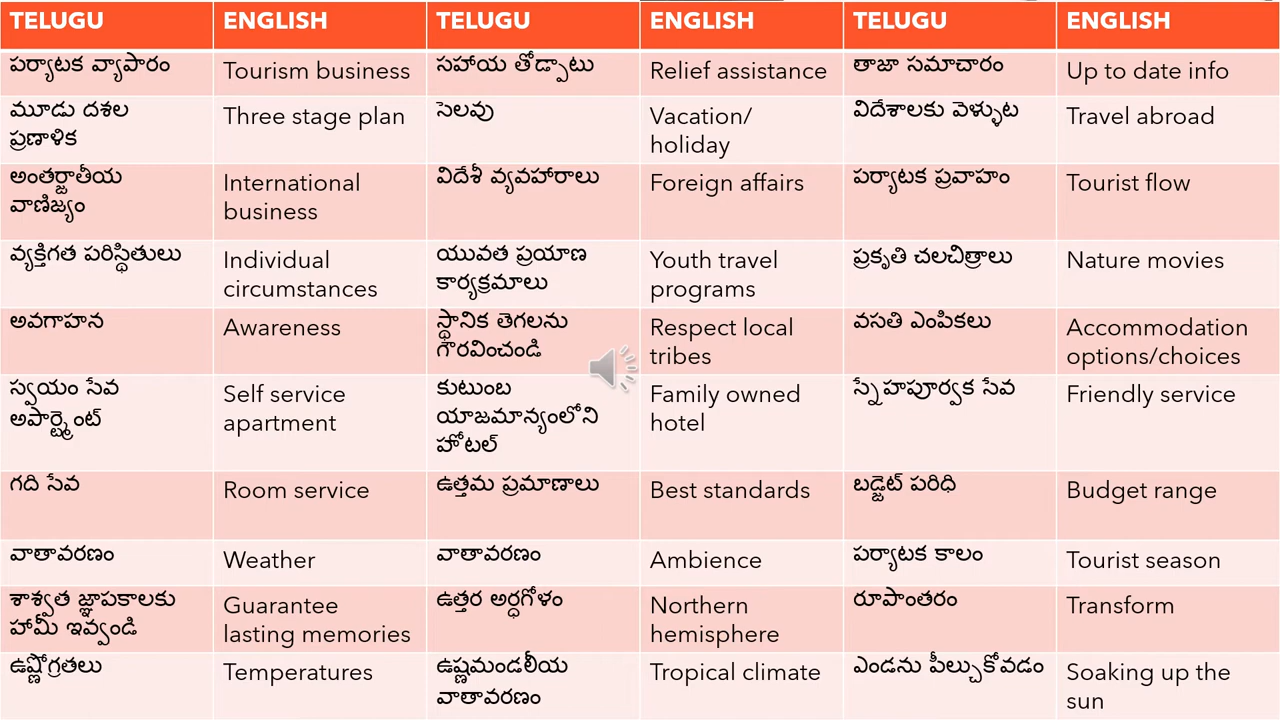 TELUGU ENGLISH TELUGU ENGLISH TELUGU ENGLISH
పర్యాటక వ్యాపారం Tourism business సహాయ తోడ్పాటు Relief assistance తాజా సమాచారం Up to date info
మూడు దశల
ప్రణాళిక Three stage plan సెలవు Vacation/
holiday విదేశాలకు వెళ్ళుట Travel abroad
అంతర్జాతీయ
వాణిజ్యం International
business విదేశీ వ్యవహారాలు Foreign affairs పర్యాటక ప్రవాహం Tourist flow
వ్యక్తిగత పరిస్థితులు Individual
circumstances యువత ప్రయాణ
కార్యక్రమాలు Youth travel
programs ప్రకృతి చలచిత్రాలు Nature movies
అవగాహన Awareness స్థానిక తెగలను
గౌరవించండి Respect local
tribes వసతి ఎంపికలు Accommodation
options/choices
స్వయం సేవ
అపార్ట్మెంట్ Self service
apartment కుటుంబ
యాజమాన్యంలోని
హోటల్ Family owned
hotel స్నేహపూర్వక సేవ Friendly service
గది సేవ Room service ఉత్తమ ప్రమాణాలు Best standards బడ్జెట్ పరిధి Budget range
వాతావరణం Weather వాతావరణం Ambience పర్యాటక కాలం Tourist season
శాశ్వత జ్ఞాపకాలకు
హామీ ఇవ్వండి Guarantee
lasting memories ఉత్తర అర్ధగోళం Northern
hemisphere రూపాంతరం Transform
ఉష్ణోగ్రతలు Temperatures ఉష్ణమండలీయ
వాతావరణం Tropical climate ఎండను పీల్చుకోవడం Soaking up the
sun